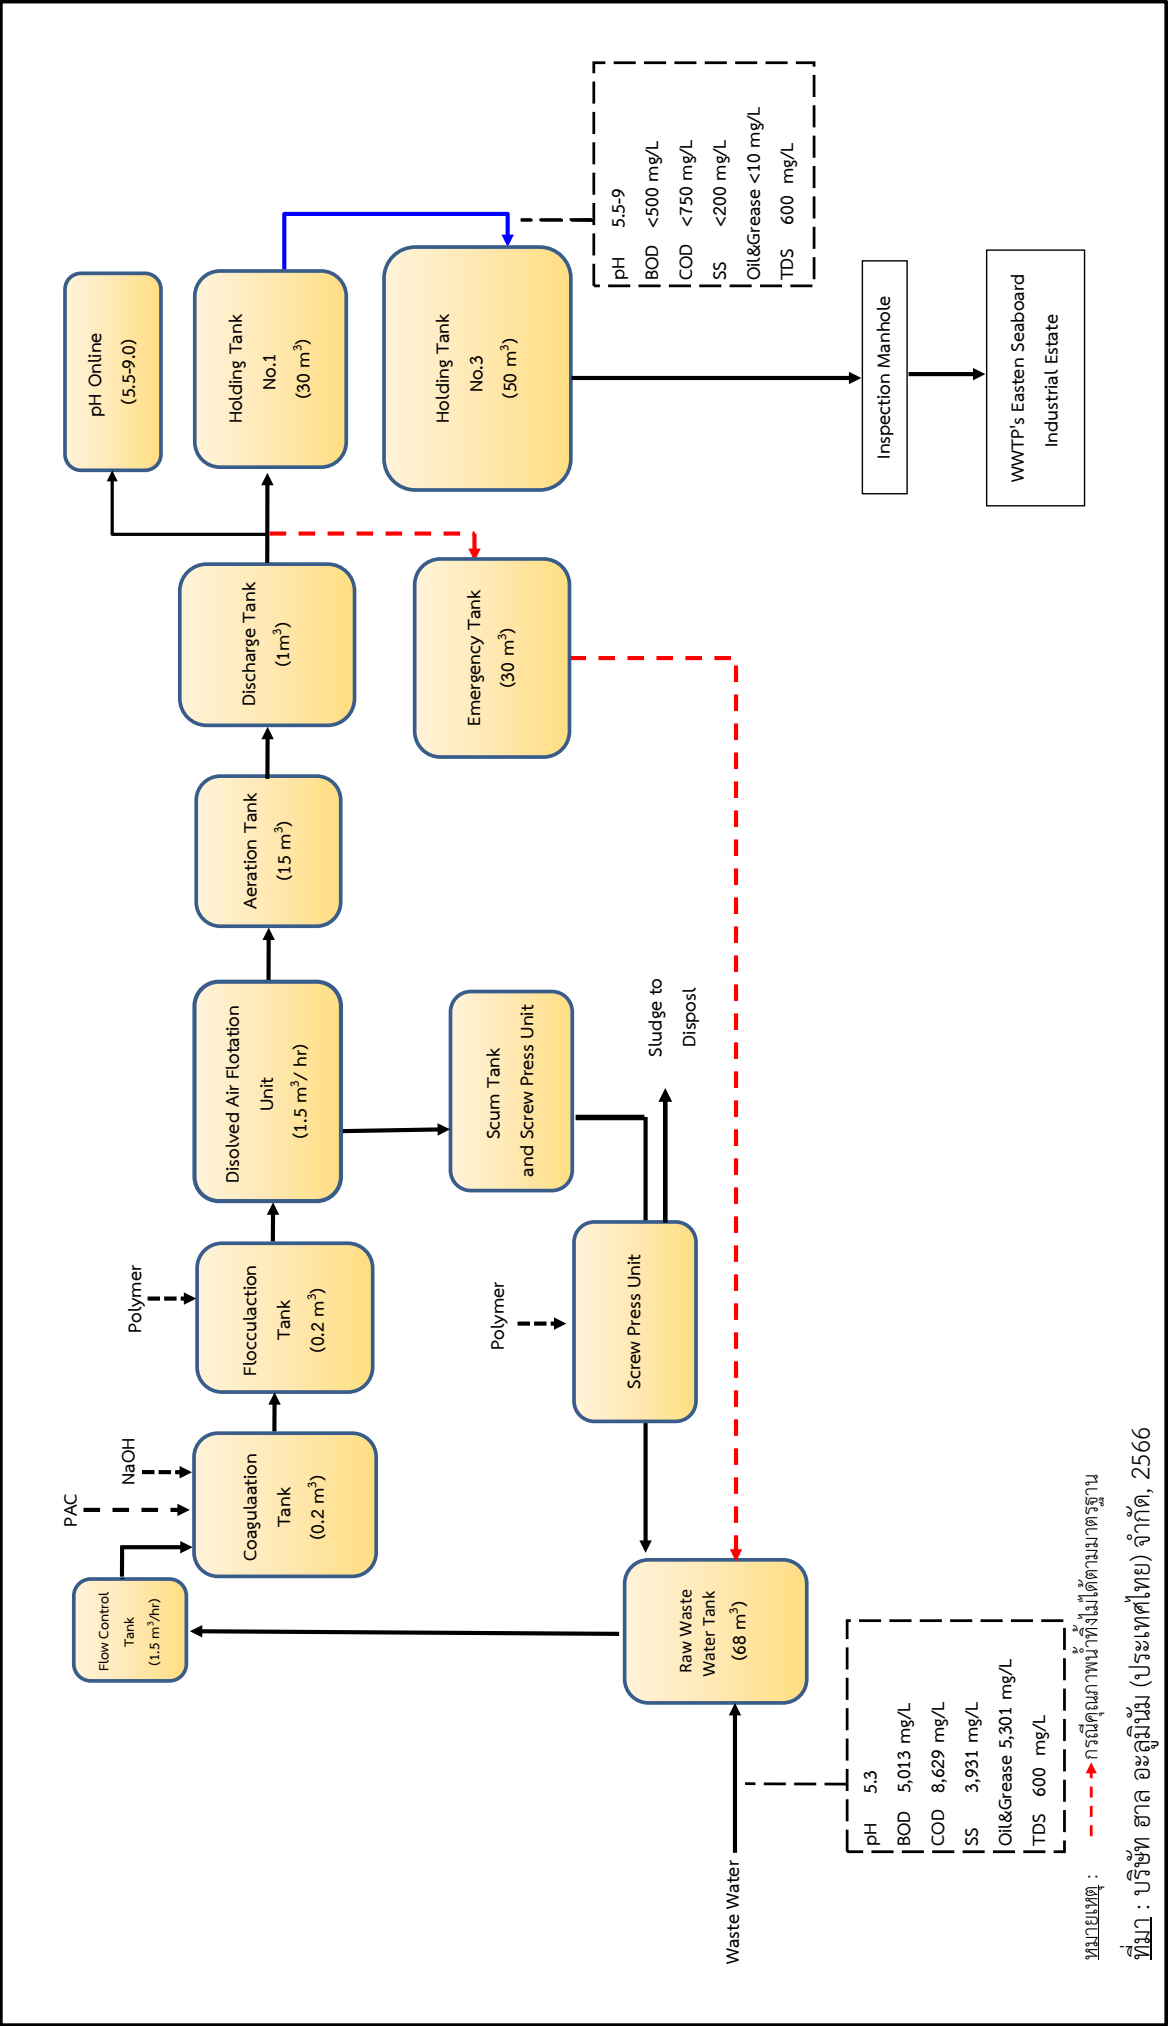 pH Online
(5.5-9.0)
PAC
NaOH
Polymer
Flow Control
Tank
(1.5 m³/hr)
Coagulaation
Tank
(0.2 m³)
Flocculaction
Tank
(0.2 m³)
Disolved Air Flotation
Unit
(1.5 m³/ hr)
Aeration Tank
(15 m³)
Discharge Tank
(1m³)
Holding Tank
No.1
(30 m³)
Polymer
Scum Tank
and Screw Press Unit
Emergency Tank
(30 m³)
Holding Tank
No.3
(50 m³)
Screw Press Unit
Sludge to
Disposl
pH 5.5-9
BOD <500 mg/L
COD <750 mg/L
SS <200 mg/L
Oil&Grease <10 mg/L
TDS 600 mg/L
Waste Water
Raw Waste
Water Tank
(68 m³)
Inspection Manhole
pH 5.3
BOD 5,013 mg/L
COD 8,629 mg/L
SS 3,931 mg/L
Oil&Grease 5,301 mg/L
TDS 600 mg/L
WWTP's Easten Seaboard
Industrial Estate
หมายเหตุ : กรณีคุณภาพน้ำทิ้งไม่ได้ตามมาตรฐาน
ที่มา : บริษัท ฮาล อะลูมินัม (ประเทศไทย) จำกัด, 2566